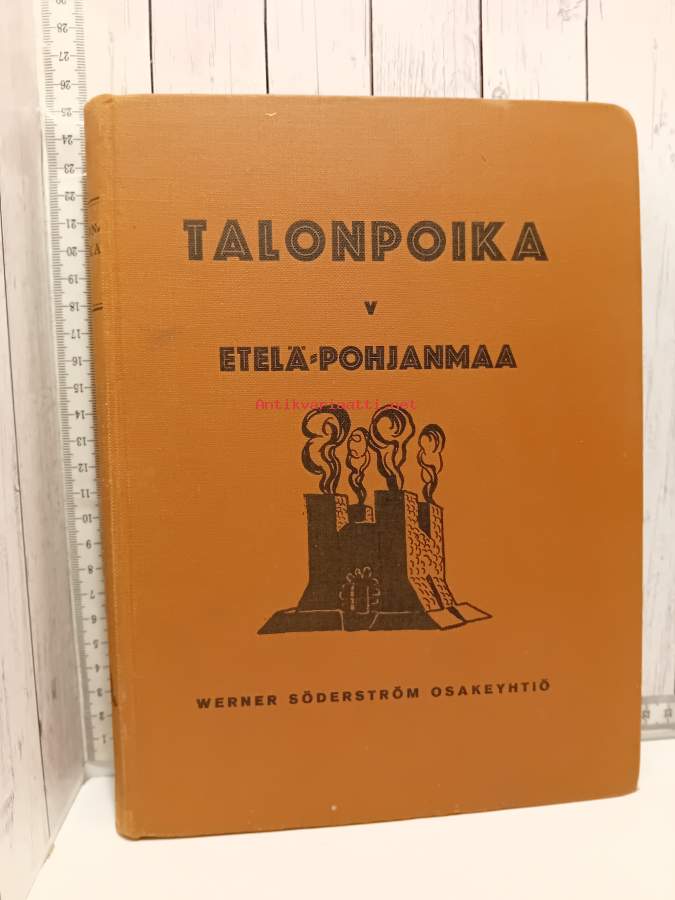 TALONPOIKA
V
ETELÄ-POHJANMAA
Antikvariaatti.net
WERNER SÖDERSTRÖM OSAKEYHTIÖ